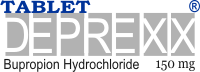 TABLET ®
DEPREXX
Bupropion Hydrochloride 150 mg